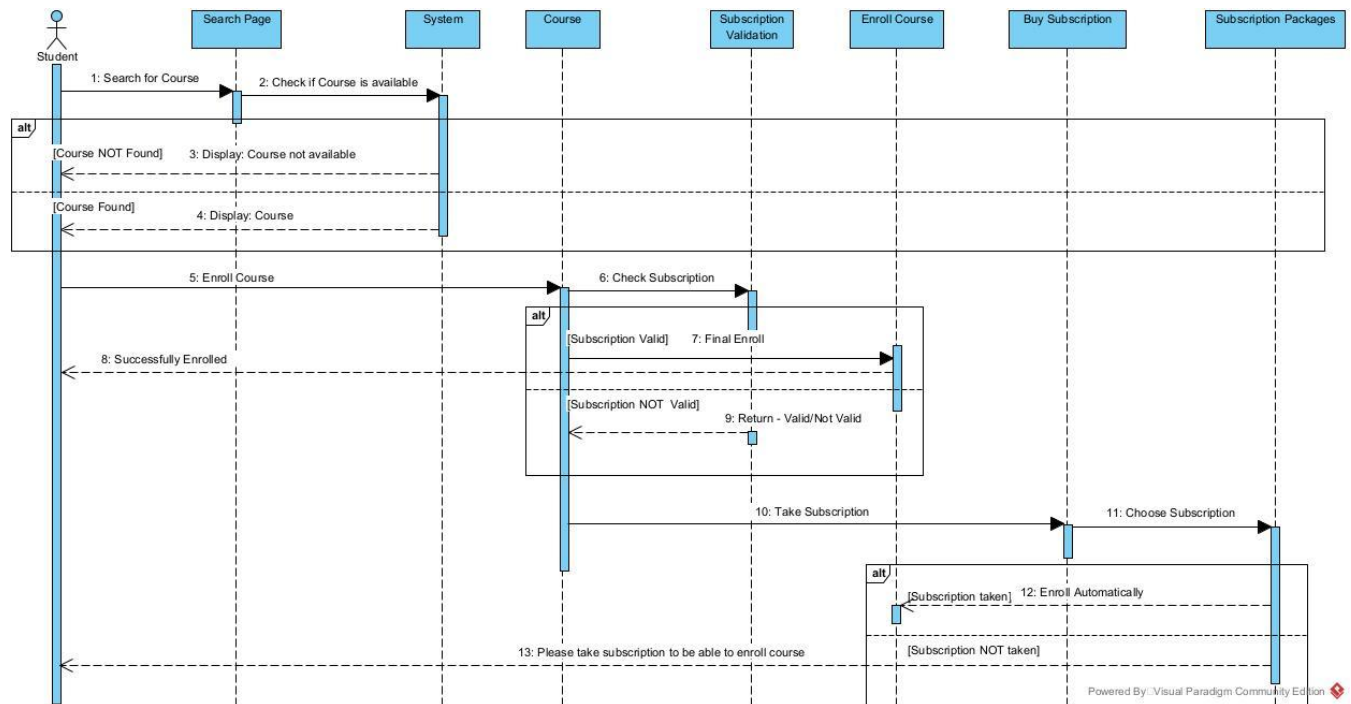 Search Page
System
Course
Subscription
Validation
Enroll Course
Buy Subscription
Subscription Packages
Student
1: Search for Course
2: Check if Course is available
alt
[Course NOT Found]
3: Display: Course not available
[Course Found]
4: Display: Course
5: Enroll Course
6: Check Subscription
alt
[Subscription Valid]
7: Final Enroll
8: Successfully Enrolled
[Subscription NOT Valid]
9: Return - Valid/Not Valid
10: Take Subscription
11: Choose Subscription
alt
[Subscription taken]
12: Enroll Automatically
13: Please take subscription to be able to enroll course
[Subscription NOT taken]
Powered By Visual Paradigm Community Edition